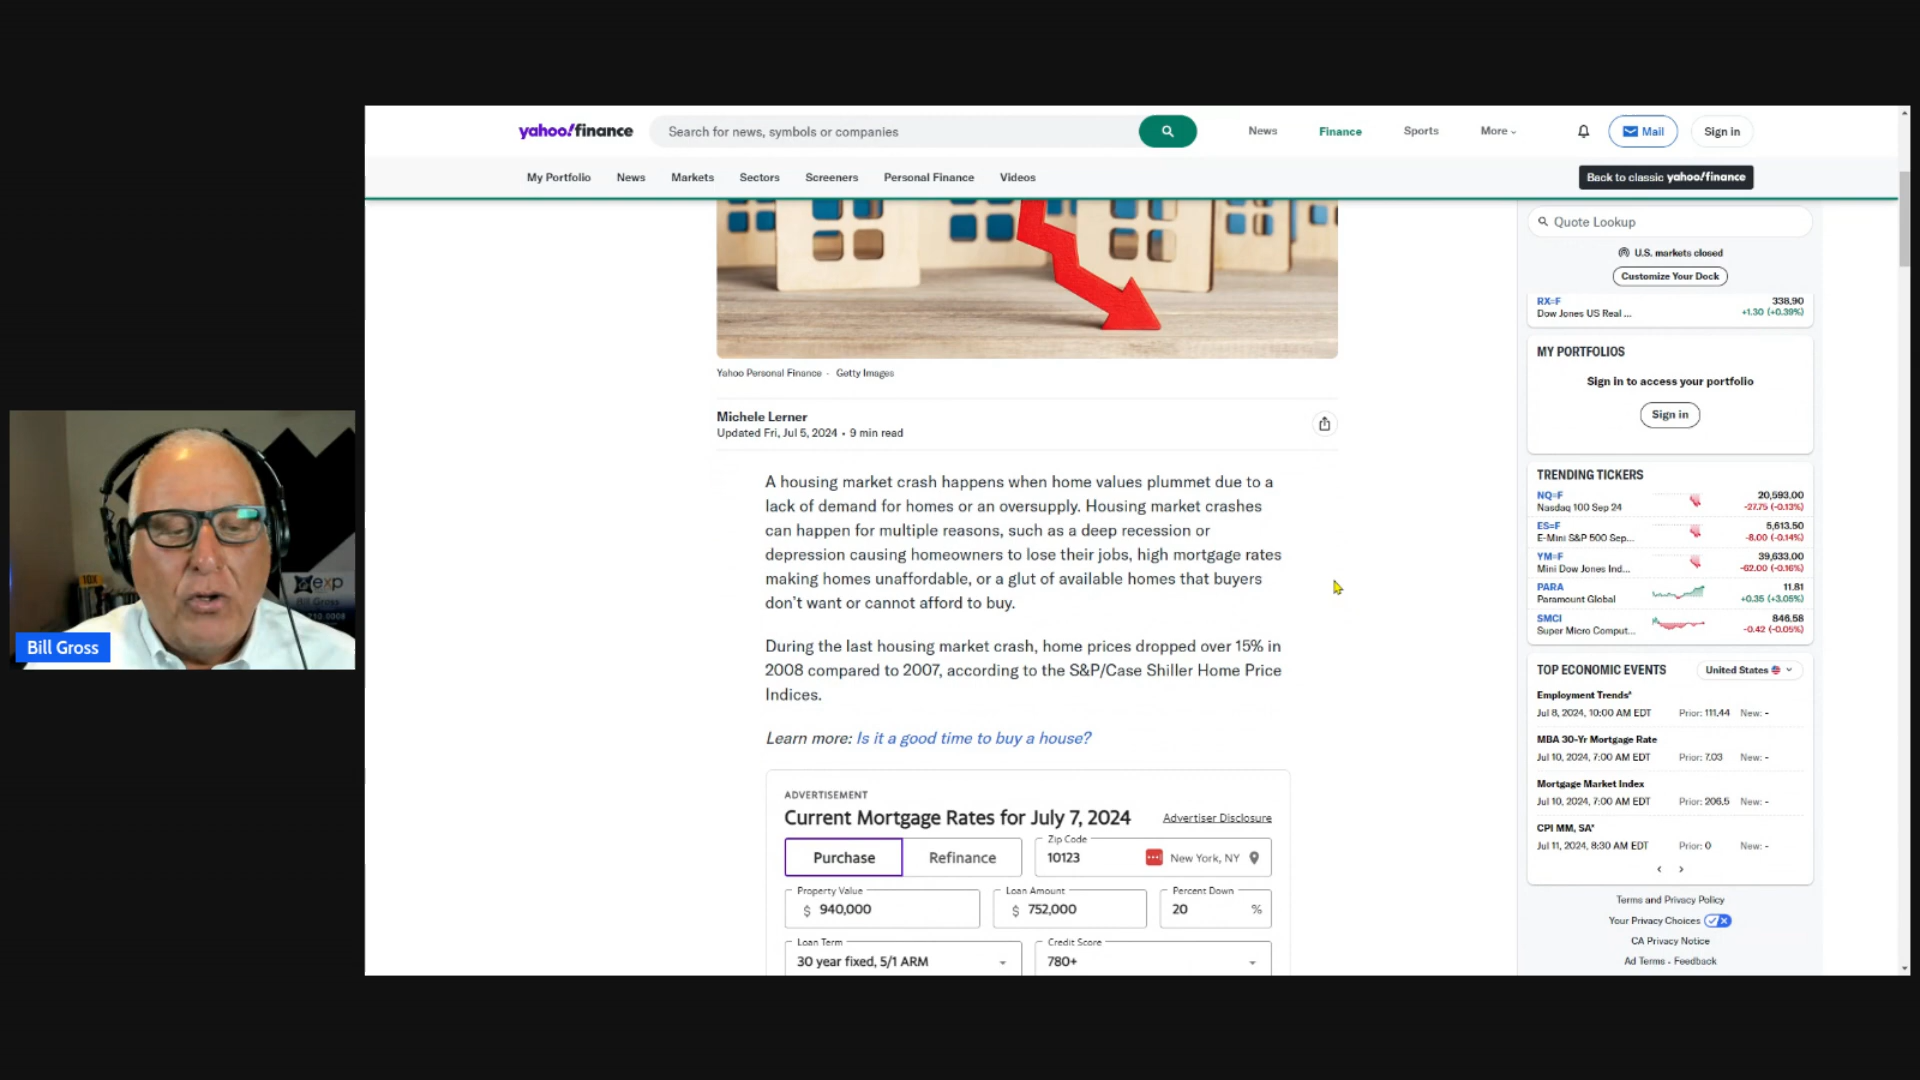 yahoo!finance
Search for news, symbols or companies
News
Finance
Sports
More
Mail
Sign in
My Portfolio
News
Markets
Sectors
Screeners
Personal Finance
Videos
Back to classic yahoo!finance
Yahoo Personal Finance · Getty Images
Michele Lerner
Updated Fri, Jul 5, 2024 • 9 min read
A housing market crash happens when home values plummet due to a
lack of demand for homes or an oversupply. Housing market crashes
can happen for multiple reasons, such as a deep recession or
depression causing homeowners to lose their jobs, high mortgage rates
making homes unaffordable, or a glut of available homes that buyers
don't want or cannot afford to buy.
During the last housing market crash, home prices dropped over 15% in
2008 compared to 2007, according to the S&P/Case Shiller Home Price
Indices.
Learn more: Is it a good time to buy a house?
ADVERTISEMENT
Current Mortgage Rates for July 7, 2024
Advertiser Disclosure
Purchase
Refinance
Zip Code
10123
New York, NY
Property Value
$ 940,000
Loan Amount
$ 752,000
Percent Down
20 %
Loan Term
30 year fixed, 5/1 ARM
Credit Score
780+
Quote Lookup
U.S. markets closed
Customize Your Dock
RX=F 338.90
Dow Jones US Real ... +1.30 (+0.39%)
MY PORTFOLIOS
Sign in to access your portfolio
Sign in
TRENDING TICKERS
NQ=F 20,593.00
Nasdaq 100 Sep 24 -27.75 (-0.13%)
ES=F 5,613.50
E-Mini S&P 500 Sep... -8.00 (-0.14%)
YM=F 39,633.00
Mini Dow Jones Ind... -62.00 (-0.16%)
PARA 11.81
Paramount Global +0.35 (+3.05%)
SMCI 846.58
Super Micro Comput... -0.42 (-0.05%)
TOP ECONOMIC EVENTS
United States
Employment Trends*
Jul 8, 2024, 10:00 AM EDT Prior: 111.44 New: -
MBA 30-Yr Mortgage Rate
Jul 10, 2024, 7:00 AM EDT Prior: 7.03 New: -
Mortgage Market Index
Jul 10, 2024, 7:00 AM EDT Prior: 206.5 New: -
CPI MM, SA*
Jul 11, 2024, 8:30 AM EDT Prior: 0 New: -
Terms and Privacy Policy
Your Privacy Choices
CA Privacy Notice
Ad Terms • Feedback
10X
exp
Bill Gross
Bill Gross